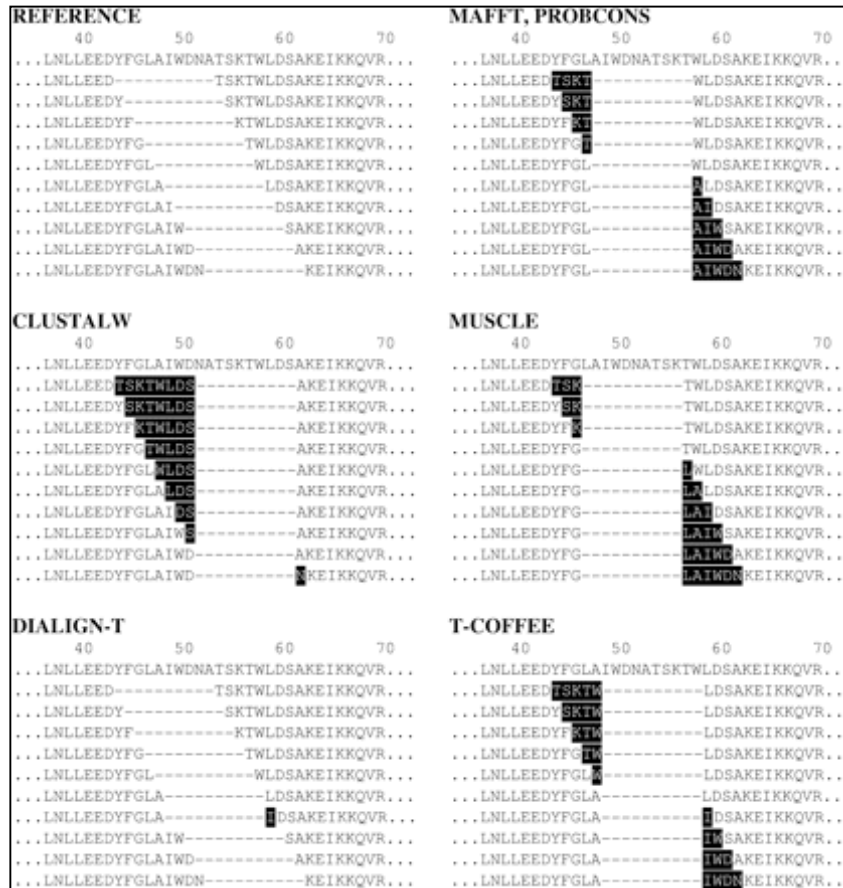 REFERENCE
40 50 60 70
...LNLLEEDYFGLAIWDNATSKTWLDSAKEIKKQVR...
...LNLLEED----------TSKTWLDSAKEIKKQVR...
...LNLLEEDY----------SKTWLDSAKEIKKQVR...
...LNLLEEDYF----------KTWLDSAKEIKKQVR...
...LNLLEEDYFG----------TWLDSAKEIKKQVR...
...LNLLEEDYFGL----------WLDSAKEIKKQVR...
...LNLLEEDYFGLA----------LDSAKEIKKQVR...
...LNLLEEDYFGLAI----------DSAKEIKKQVR...
...LNLLEEDYFGLAIW----------SAKEIKKQVR...
...LNLLEEDYFGLAIWD----------AKEIKKQVR...
...LNLLEEDYFGLAIWDN----------KEIKKQVR...
MAFFT, PROBCONS
40 50 60 70
...LNLLEEDYFGLAIWDNATSKTWLDSAKEIKKQVR...
...LNLLEEDTSKT----------WLDSAKEIKKQVR...
...LNLLEEDYSKT----------WLDSAKEIKKQVR...
...LNLLEEDYFKT----------WLDSAKEIKKQVR...
...LNLLEEDYFGT----------WLDSAKEIKKQVR...
...LNLLEEDYFGL----------WLDSAKEIKKQVR...
...LNLLEEDYFGL----------ALDSAKEIKKQVR...
...LNLLEEDYFGL----------AIDSAKEIKKQVR...
...LNLLEEDYFGL----------AIWSAKEIKKQVR...
...LNLLEEDYFGL----------AIWDAKEIKKQVR...
...LNLLEEDYFGL----------AIWDNKEIKKQVR...
CLUSTALW
40 50 60 70
...LNLLEEDYFGLAIWDNATSKTWLDSAKEIKKQVR...
...LNLLEEDTSKTWLDS----------AKEIKKQVR...
...LNLLEEDYSKTWLDS----------AKEIKKQVR...
...LNLLEEDYFKTWLDS----------AKEIKKQVR...
...LNLLEEDYFGTWLDS----------AKEIKKQVR...
...LNLLEEDYFGLWLDS----------AKEIKKQVR...
...LNLLEEDYFGLALDS----------AKEIKKQVR...
...LNLLEEDYFGLAIDS----------AKEIKKQVR...
...LNLLEEDYFGLAIWS----------AKEIKKQVR...
...LNLLEEDYFGLAIWD----------AKEIKKQVR...
...LNLLEEDYFGLAIWD----------NKEIKKQVR...
MUSCLE
40 50 60 70
...LNLLEEDYFGLAIWDNATSKTWLDSAKEIKKQVR...
...LNLLEEDTSK----------TWLDSAKEIKKQVR...
...LNLLEEDYSK----------TWLDSAKEIKKQVR...
...LNLLEEDYFK----------TWLDSAKEIKKQVR...
...LNLLEEDYFG----------TWLDSAKEIKKQVR...
...LNLLEEDYFG----------LWLDSAKEIKKQVR...
...LNLLEEDYFG----------LALDSAKEIKKQVR...
...LNLLEEDYFG----------LAIDSAKEIKKQVR...
...LNLLEEDYFG----------LAIWSAKEIKKQVR...
...LNLLEEDYFG----------LAIWDAKEIKKQVR...
...LNLLEEDYFG----------LAIWDNKEIKKQVR...
DIALIGN-T
40 50 60 70
...LNLLEEDYFGLAIWDNATSKTWLDSAKEIKKQVR...
...LNLLEED----------TSKTWLDSAKEIKKQVR...
...LNLLEEDY----------SKTWLDSAKEIKKQVR...
...LNLLEEDYF----------KTWLDSAKEIKKQVR...
...LNLLEEDYFG----------TWLDSAKEIKKQVR...
...LNLLEEDYFGL----------WLDSAKEIKKQVR...
...LNLLEEDYFGLA----------LDSAKEIKKQVR...
...LNLLEEDYFGLA----------IDSAKEIKKQVR...
...LNLLEEDYFGLAIW----------SAKEIKKQVR...
...LNLLEEDYFGLAIWD----------AKEIKKQVR...
...LNLLEEDYFGLAIWDN----------KEIKKQVR...
T-COFFEE
40 50 60 70
...LNLLEEDYFGLAIWDNATSKTWLDSAKEIKKQVR...
...LNLLEEDTSKTW----------LDSAKEIKKQVR...
...LNLLEEDYSKTW----------LDSAKEIKKQVR...
...LNLLEEDYFKTW----------LDSAKEIKKQVR...
...LNLLEEDYFGTW----------LDSAKEIKKQVR...
...LNLLEEDYFGLW----------LDSAKEIKKQVR...
...LNLLEEDYFGLA----------LDSAKEIKKQVR...
...LNLLEEDYFGLA----------IDSAKEIKKQVR...
...LNLLEEDYFGLA----------IWSAKEIKKQVR...
...LNLLEEDYFGLA----------IWDAKEIKKQVR...
...LNLLEEDYFGLA----------IWDNKEIKKQVR...